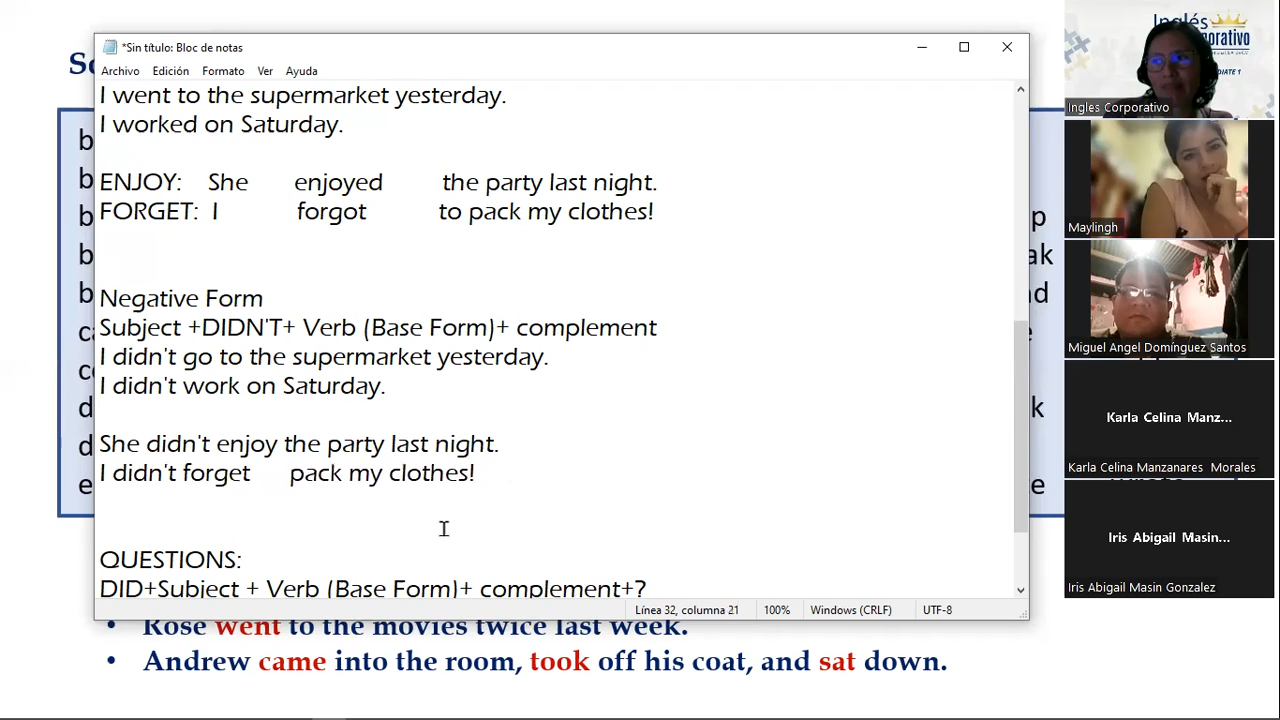 *Sin título: Bloc de notas
Archivo Edición Formato Ver Ayuda
I went to the supermarket yesterday.
I worked on Saturday.
ENJOY: She enjoyed the party last night.
FORGET: I forgot to pack my clothes!
Negative Form
Subject +DIDN'T+ Verb (Base Form)+ complement
I didn't go to the supermarket yesterday.
I didn't work on Saturday.
She didn't enjoy the party last night.
I didn't forget pack my clothes!
QUESTIONS:
DID+Subject + Verb (Base Form)+ complement+?
Línea 32, columna 21 100% Windows (CRLF) UTF-8
Rose went to the movies twice last week.
• Andrew came into the room, took off his coat, and sat down.
Inglés
Ingles Corporativo
Maylingh
Miguel Angel Domínguez Santos
Karla Celina Manz...
Karla Celina Manzanares Morales
Iris Abigail Masin...
Iris Abigail Masin Gonzalez